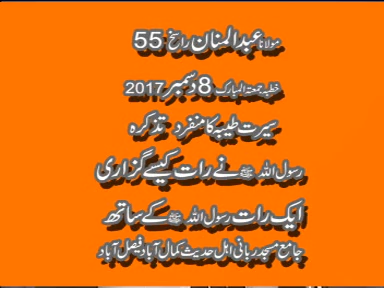 مولانا عبدالمنان راسخ 55
خطبہ جمعۃ المبارک 8 دسمبر 2017
سیرت طیبہ کا منفرد تذکرہ
رسول اللہ ﷺ نے رات کیسے گزاری
ایک رات رسول اللہ ﷺ کے ساتھ
جامع مسجد ربانی اہل حدیث کمال آباد فیصل آباد